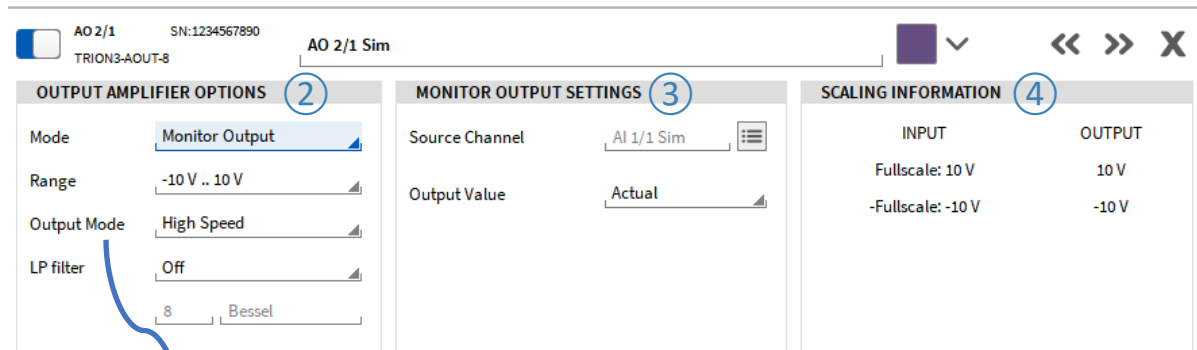 AO 2/1 SN:1234567890
TRION3-AOUT-8
AO 2/1 Sim
OUTPUT AMPLIFIER OPTIONS ②
Mode Monitor Output
Range -10 V .. 10 V
Output Mode High Speed
LP filter Off
8 Bessel
MONITOR OUTPUT SETTINGS ③
Source Channel AI 1/1 Sim
Output Value Actual
SCALING INFORMATION ④
INPUT OUTPUT
Fullscale: 10 V 10 V
-Fullscale: -10 V -10 V